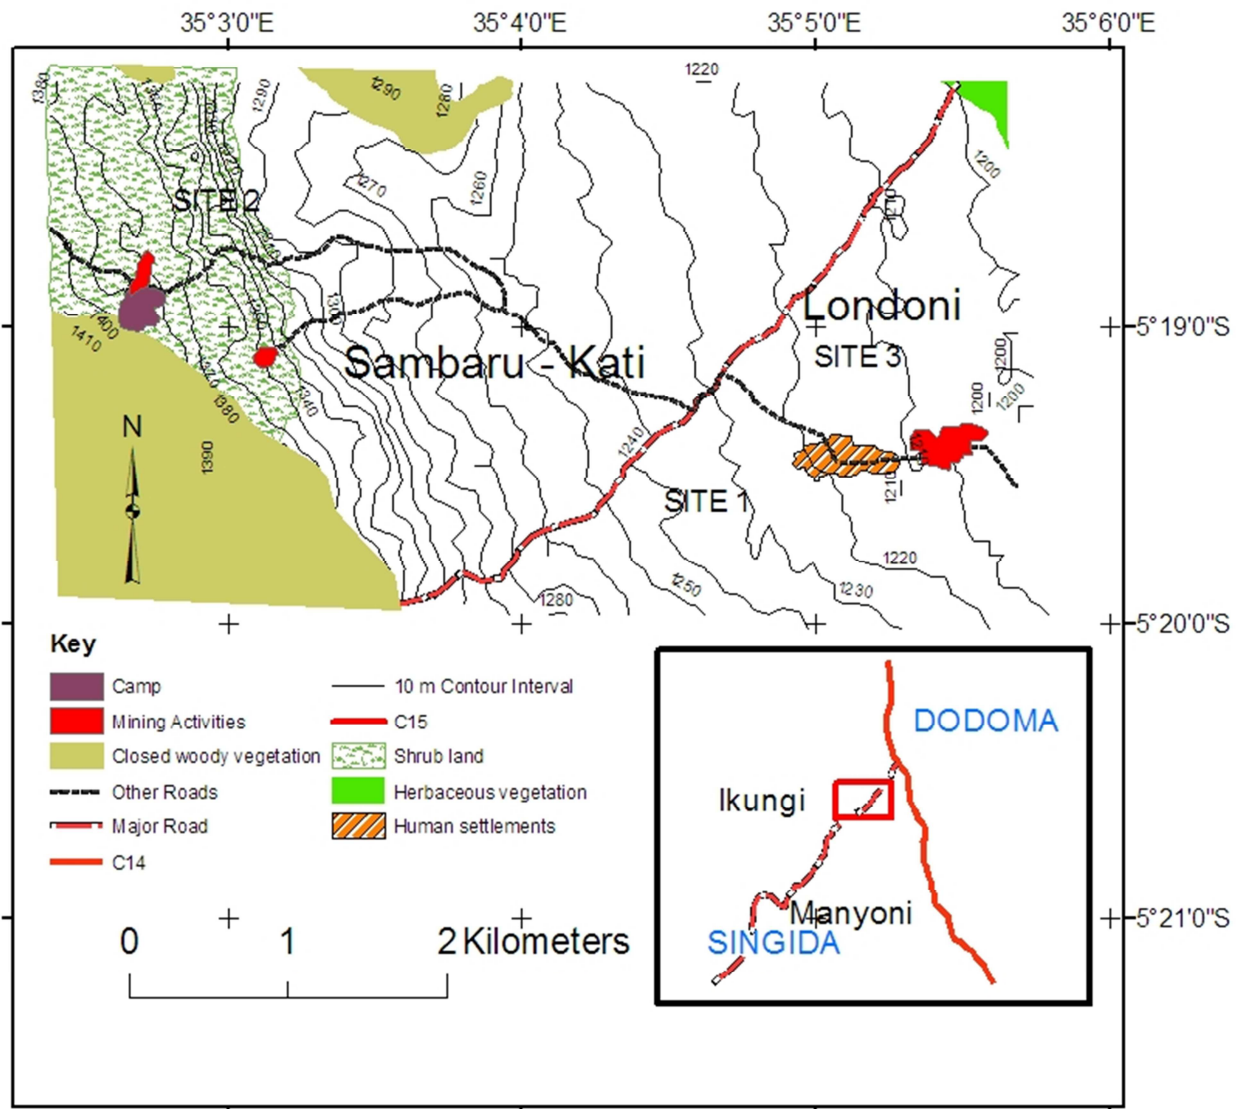 35°3'0"E 35°4'0"E 35°5'0"E 35°6'0"E
1220
1380
1290
1290
1280
1200
1270
1260
SITE 2
1210
Londoni
5°19'0"S
1300
SITE 3
Sambaru - Kati
1400
1410
1200
1200
1200
1340
1380
N
1240
1390
1210
SITE 1
1220
1250
1230
1280
5°20'0"S
Key
Camp
Mining Activities
Closed woody vegetation
Other Roads
Major Road
C14
10 m Contour Interval
C15
Shrub land
Herbaceous vegetation
Human settlements
DODOMA
Ikungi
Manyoni
SINGIDA
5°21'0"S
0 1 2 Kilometers